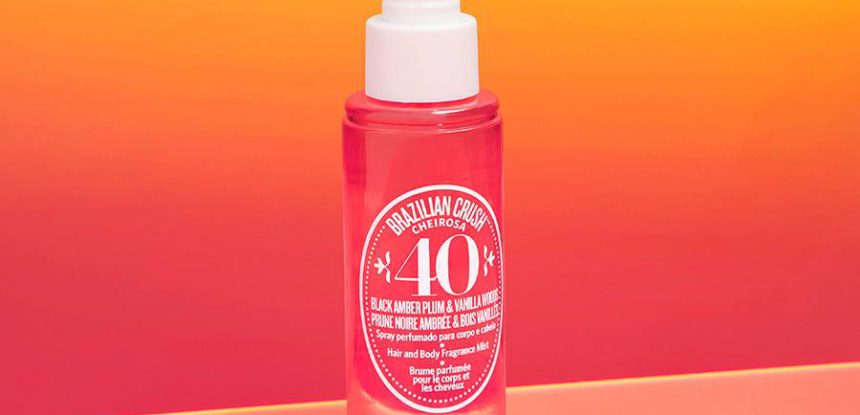 BRAZILIAN CRUSH™
CHEIROSA
40
BLACK AMBER PLUM & VANILLA WOODS
PRUNE NOIRE AMBRÉE & BOIS VANILLÉS
Spray perfumado para corpo e cabelo
Hair and Body Fragrance Mist
Brume parfumée
pour le corps et
les cheveux